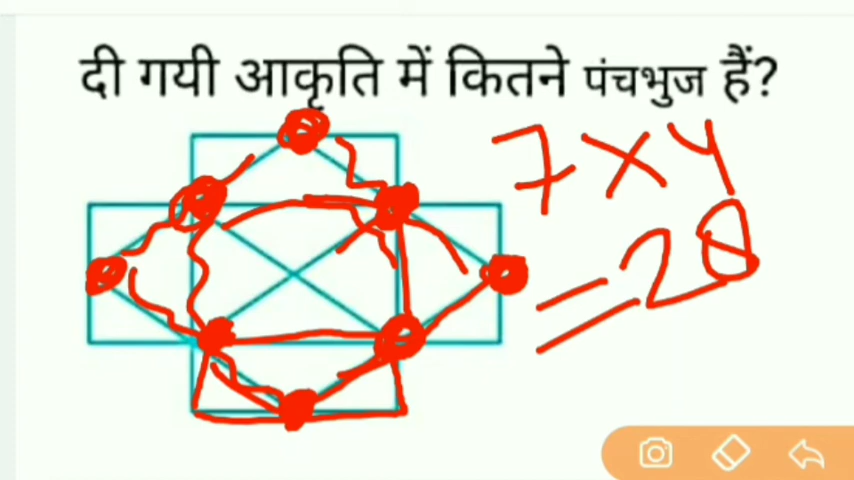 दी गयी आकृति में कितने पंचभुज हैं?
7 × 4
= 28